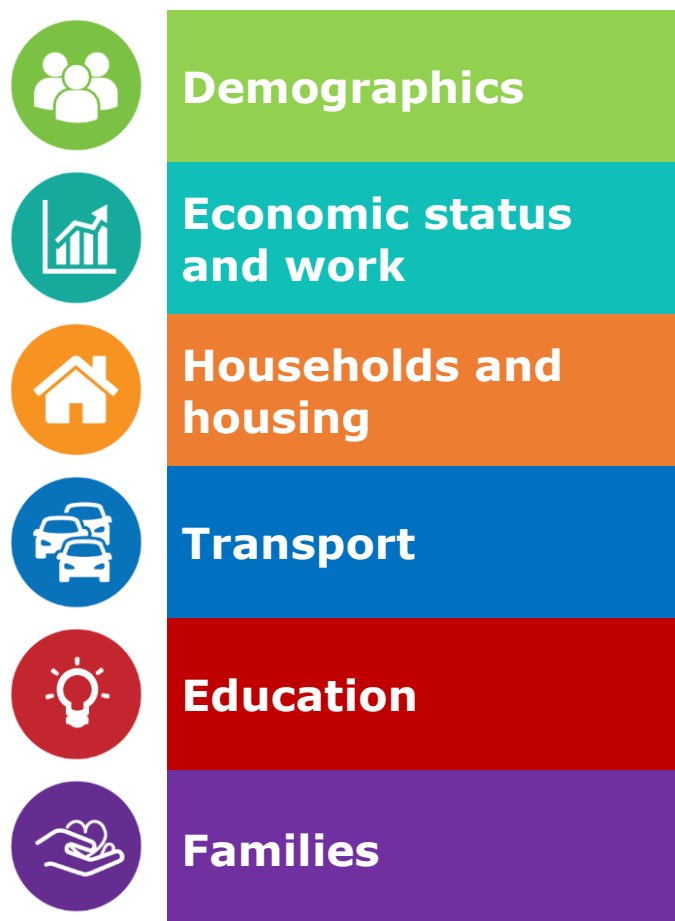 Demographics
Economic status
and work
Households and
housing
Transport
Education
Families